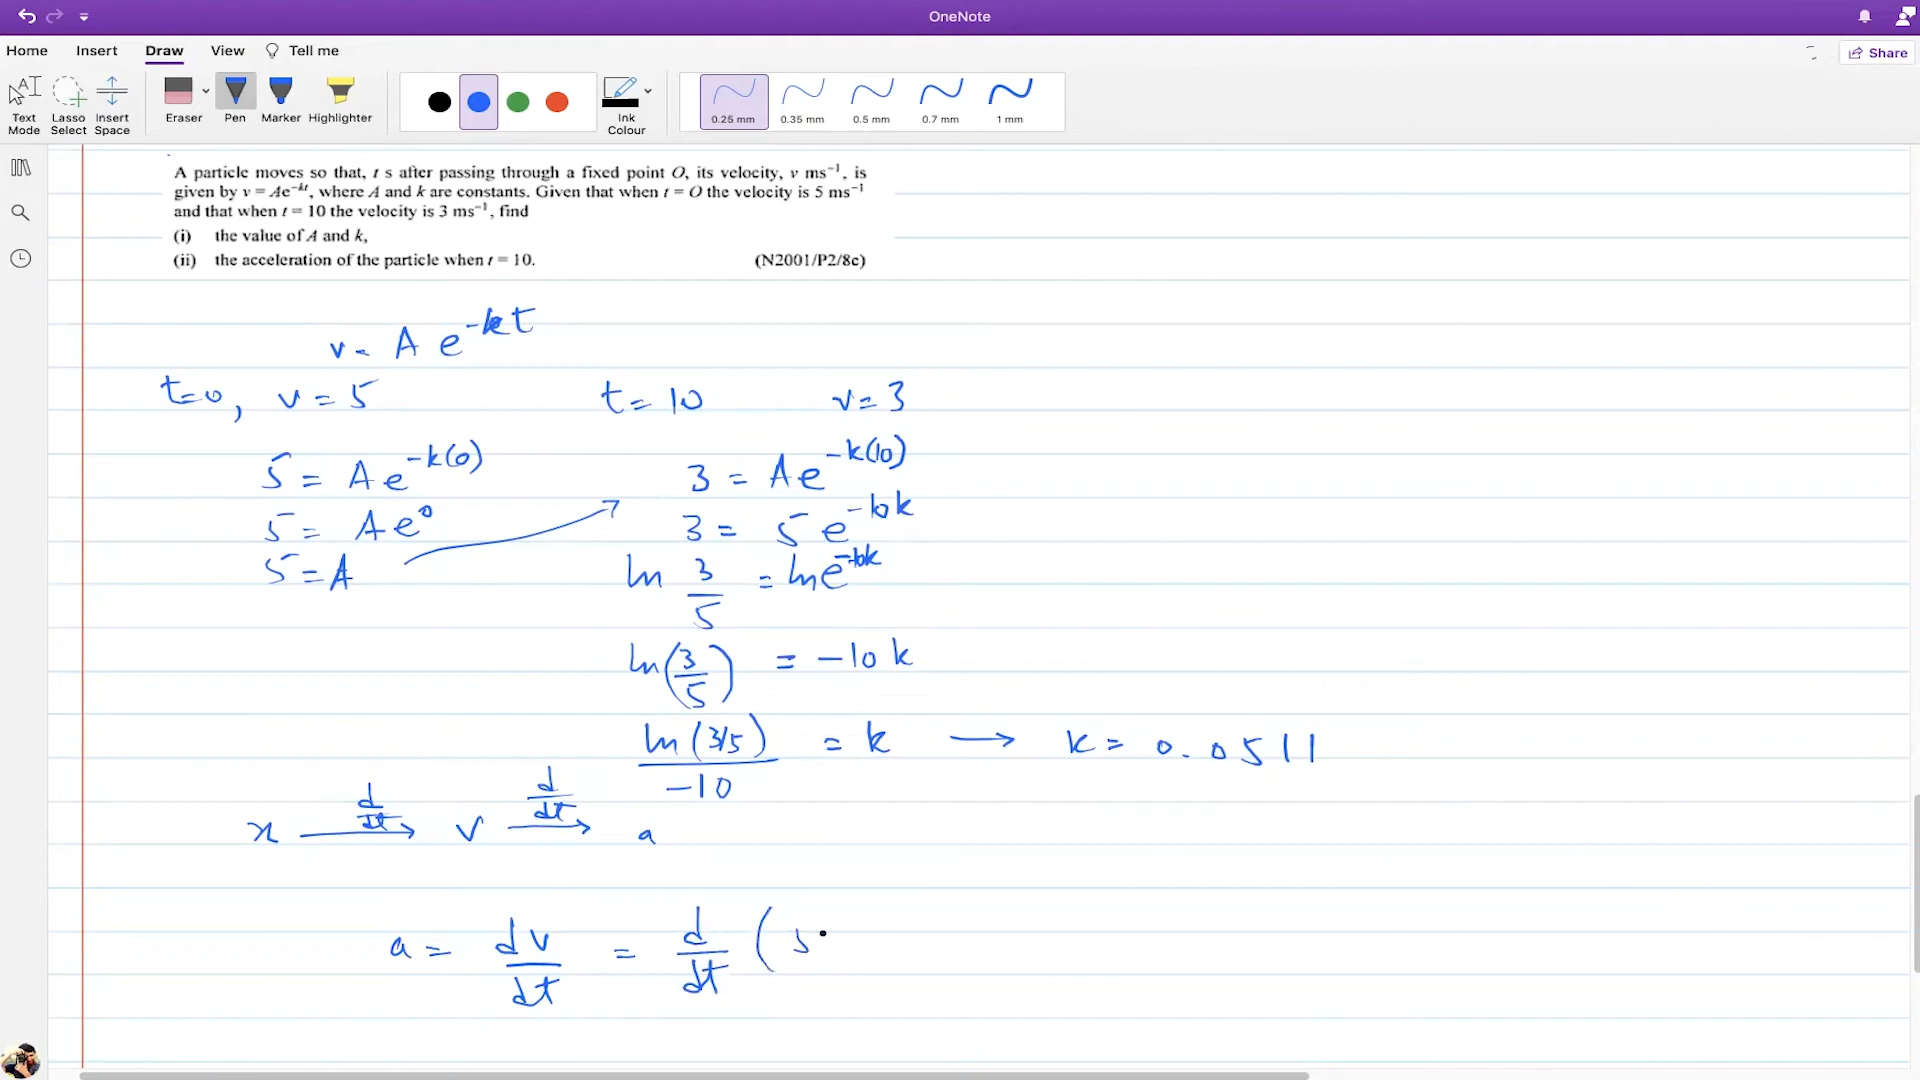 OneNote
Home Insert Draw View Tell me Share
Text Mode Lasso Select Insert Space Eraser Pen Marker Highlighter Ink Colour 0.25 mm 0.35 mm 0.5 mm 0.7 mm 1 mm
A particle moves so that, t s after passing through a fixed point O, its velocity, v ms⁻¹, is
given by v = Ae⁻ᵏᵗ, where A and k are constants. Given that when t = O the velocity is 5 ms⁻¹
and that when t = 10 the velocity is 3 ms⁻¹, find
(i) the value of A and k,
(ii) the acceleration of the particle when t = 10. (N2001/P2/8c)
v = A e^-kt
t=0, v = 5 t = 10 v = 3
5 = Ae^-k(0) 3 = Ae^-k(10)
5 = Ae^0 3 = 5 e^-10k
5 = A ln 3/5 = ln e^-10k
ln(3/5) = -10 k
ln(3/5)/-10 = k → k = 0.0511
x d/dt → v d/dt → a
a = dv/dt = d/dt (5